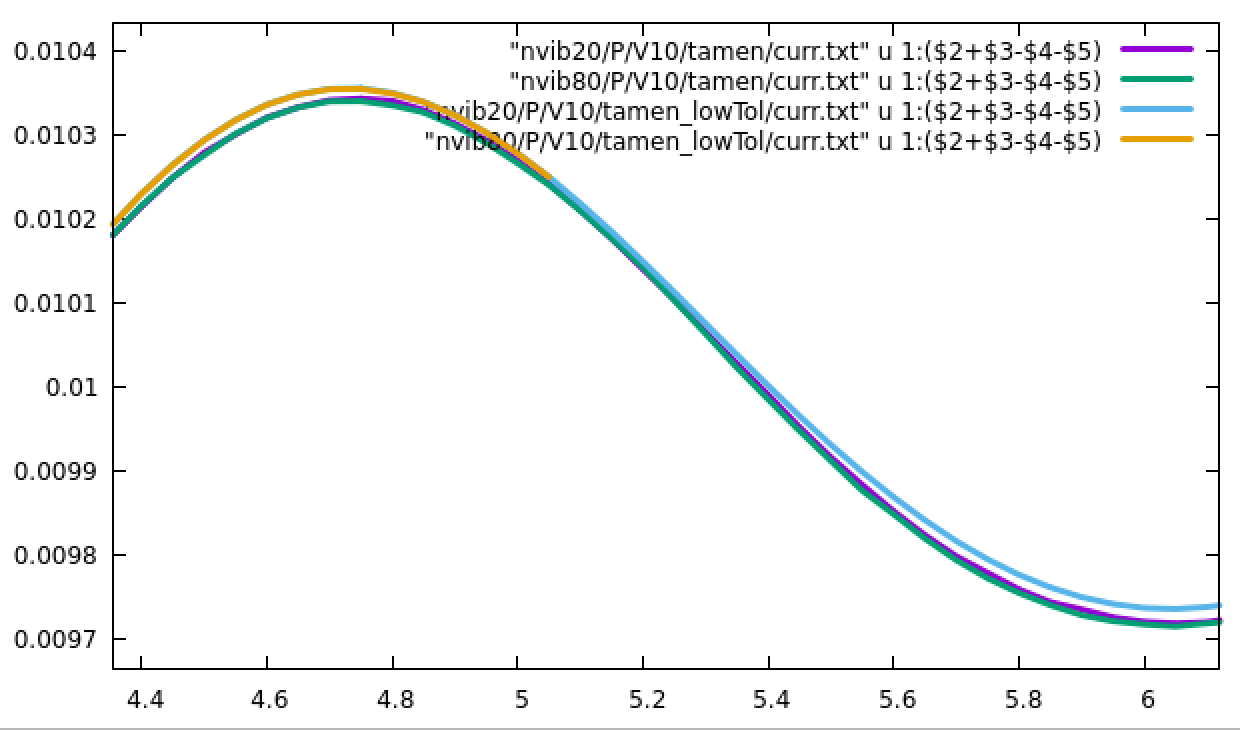 0.0104
0.0103
0.0102
0.0101
0.01
0.0099
0.0098
0.0097
"nvib20/P/V10/tamen/curr.txt" u 1:($2+$3-$4-$5)
"nvib80/P/V10/tamen/curr.txt" u 1:($2+$3-$4-$5)
"nvib20/P/V10/tamen_lowTol/curr.txt" u 1:($2+$3-$4-$5)
"nvib80/P/V10/tamen_lowTol/curr.txt" u 1:($2+$3-$4-$5)
4.4 4.6 4.8 5 5.2 5.4 5.6 5.8 6